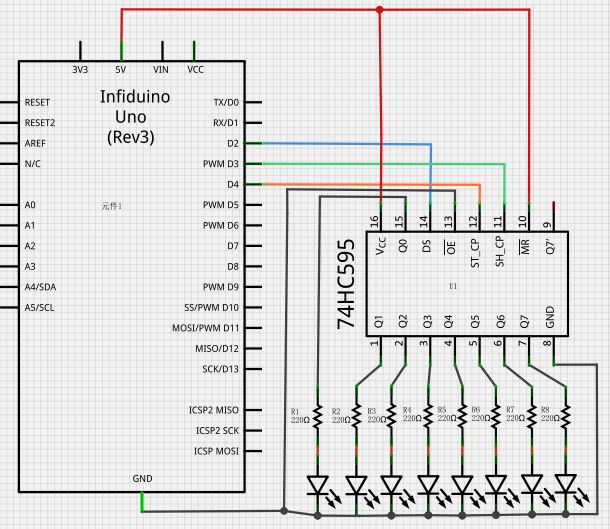 3V3 5V VIN VCC
Infiduino
Uno
(Rev3)
RESET
RESET2
AREF
N/C
A0
A1
A2
A3
A4/SDA
A5/SCL
元件1
TX/D0
RX/D1
D2
PWM D3
D4
PWM D5
PWM D6
D7
D8
PWM D9
SS/PWM D10
MOSI/PWM D11
MISO/D12
SCK/D13
ICSP2 MISO
ICSP2 SCK
ICSP MOSI
GND
16 15 14 13 12 11 10 9
Vcc Q0 DS OE ST_CP SH_CP MR Q7'
74HC595
U1
Q1 Q2 Q3 Q4 Q5 Q6 Q7 GND
1 2 3 4 5 6 7 8
R1 R2 R3 R4 R5 R6 R7 R8
220Ω 220Ω 220Ω 220Ω 220Ω 220Ω 220Ω 220Ω